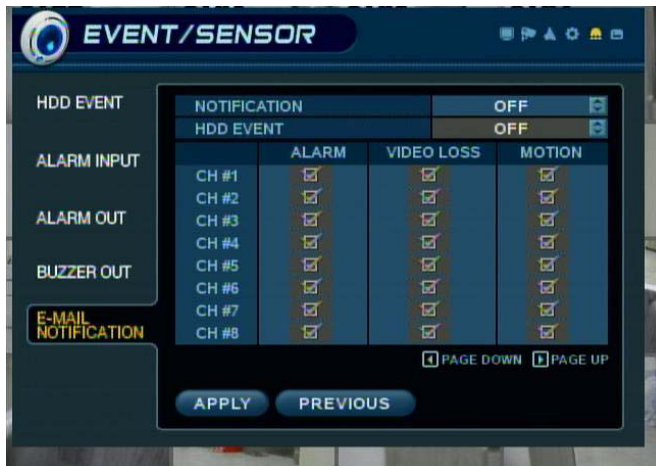 EVENT/SENSOR
HDD EVENT
ALARM INPUT
ALARM OUT
BUZZER OUT
E-MAIL
NOTIFICATION
NOTIFICATION OFF
HDD EVENT OFF
ALARM VIDEO LOSS MOTION
CH #1
CH #2
CH #3
CH #4
CH #5
CH #6
CH #7
CH #8
PAGE DOWN PAGE UP
APPLY PREVIOUS